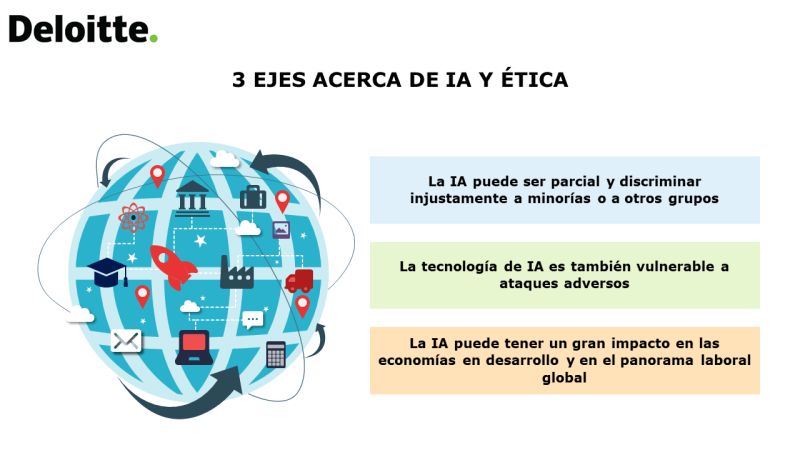 Deloitte.
3 EJES ACERCA DE IA Y ÉTICA
La IA puede ser parcial y discriminar
injustamente a minorías o a otros grupos
La tecnología de IA es también vulnerable a
ataques adversos
La IA puede tener un gran impacto en las
economías en desarrollo y en el panorama laboral
global